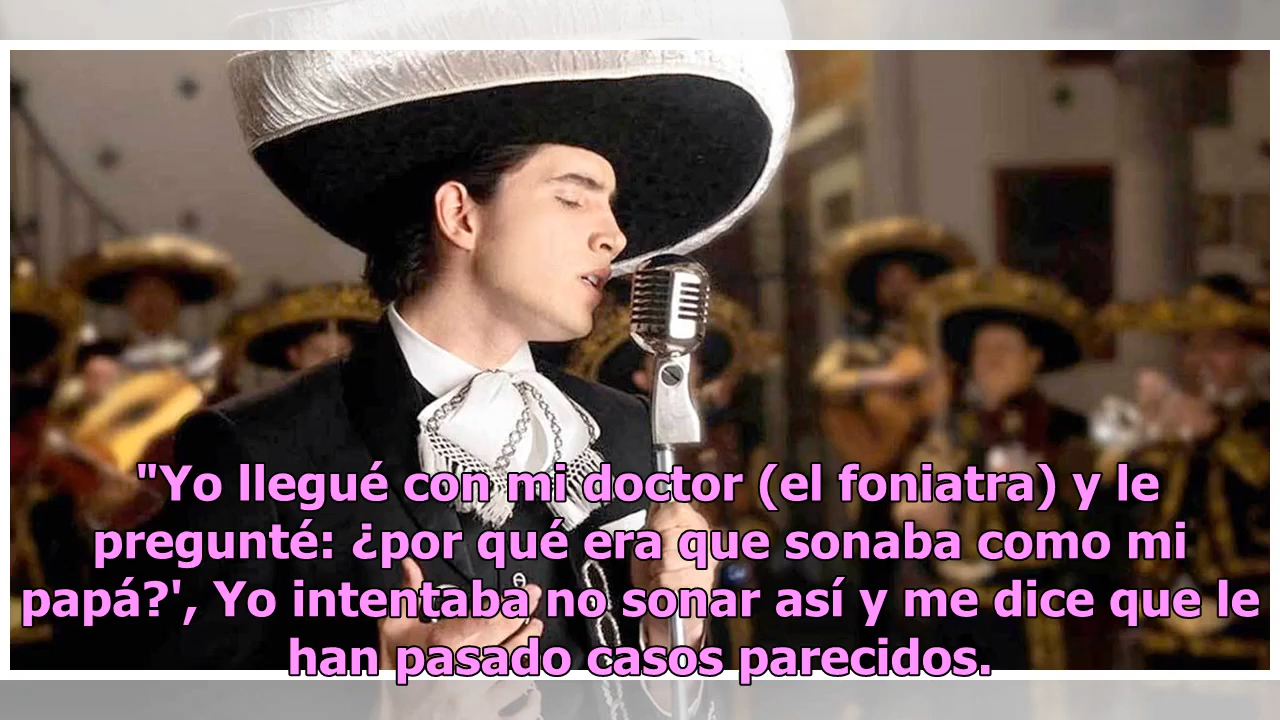 "Yo llegué con mi doctor (el foniatra) y le
pregunté: ¿por qué era que sonaba como mi
papá?', Yo intentaba no sonar así y me dice que le
han pasado casos parecidos.